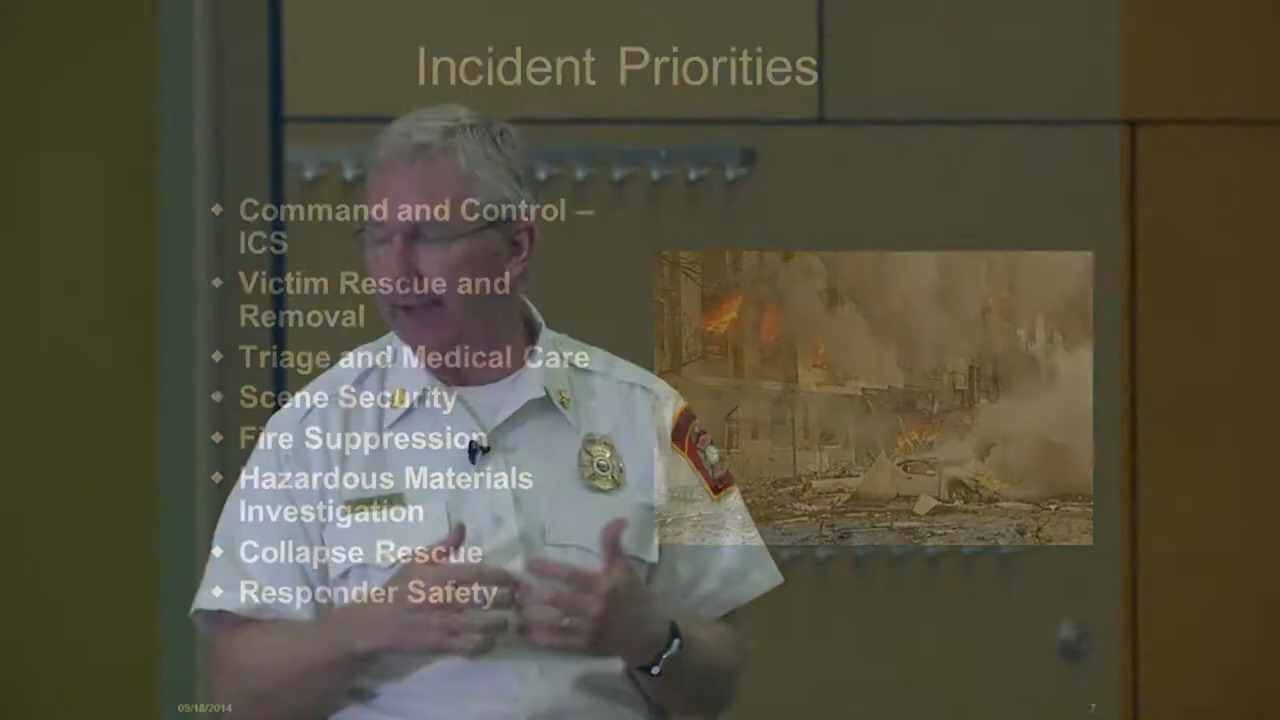 Incident Priorities
Command and Control –
ICS
Victim Rescue and
Removal
Triage and Medical Care
Scene Security
Fire Suppression
Hazardous Materials
Investigation
Collapse Rescue
Responder Safety
09/18/2014
7